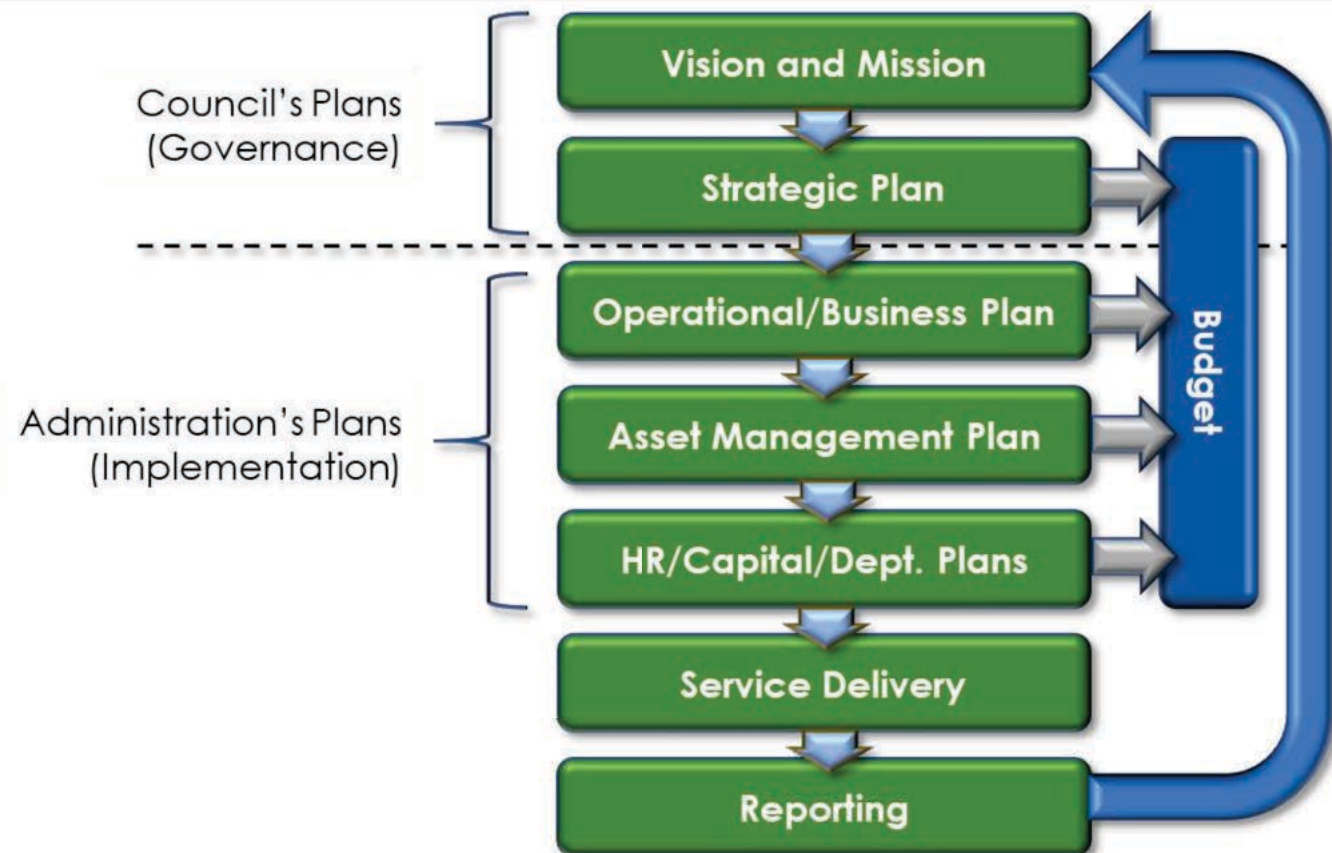 Council's Plans
(Governance)
Vision and Mission
Strategic Plan
Administration's Plans
(Implementation)
Operational/Business Plan
Asset Management Plan
HR/Capital/Dept. Plans
Budget
Service Delivery
Reporting